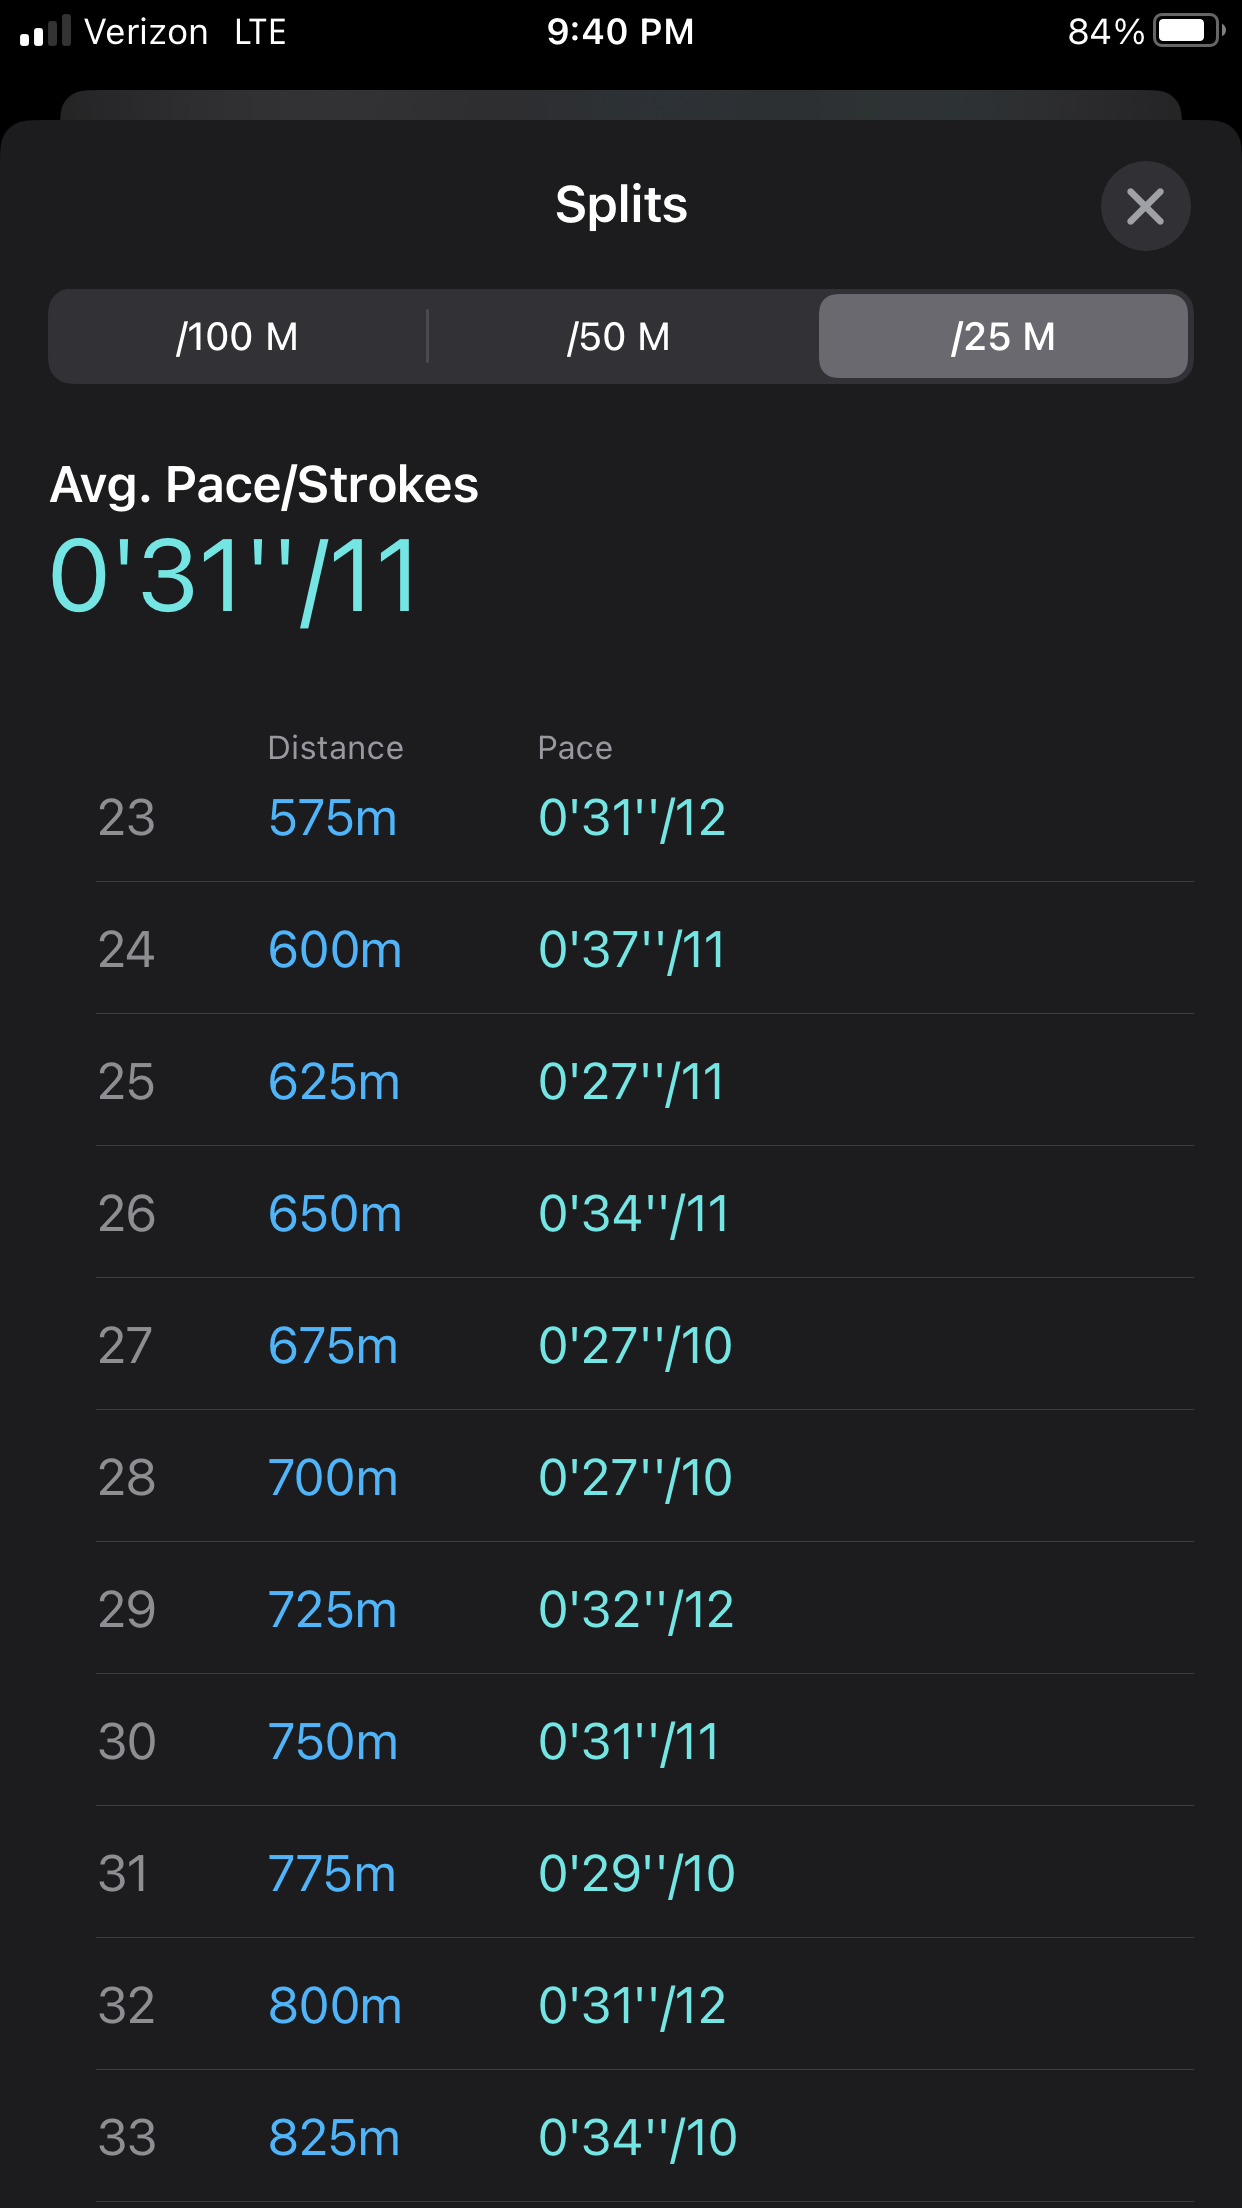 Verizon LTE 9:40 PM 84%
Splits
/100 M /50 M /25 M
Avg. Pace/Strokes
0'31''/11
Distance Pace
23 575m 0'31''/12
24 600m 0'37''/11
25 625m 0'27''/11
26 650m 0'34''/11
27 675m 0'27''/10
28 700m 0'27''/10
29 725m 0'32''/12
30 750m 0'31''/11
31 775m 0'29''/10
32 800m 0'31''/12
33 825m 0'34''/10